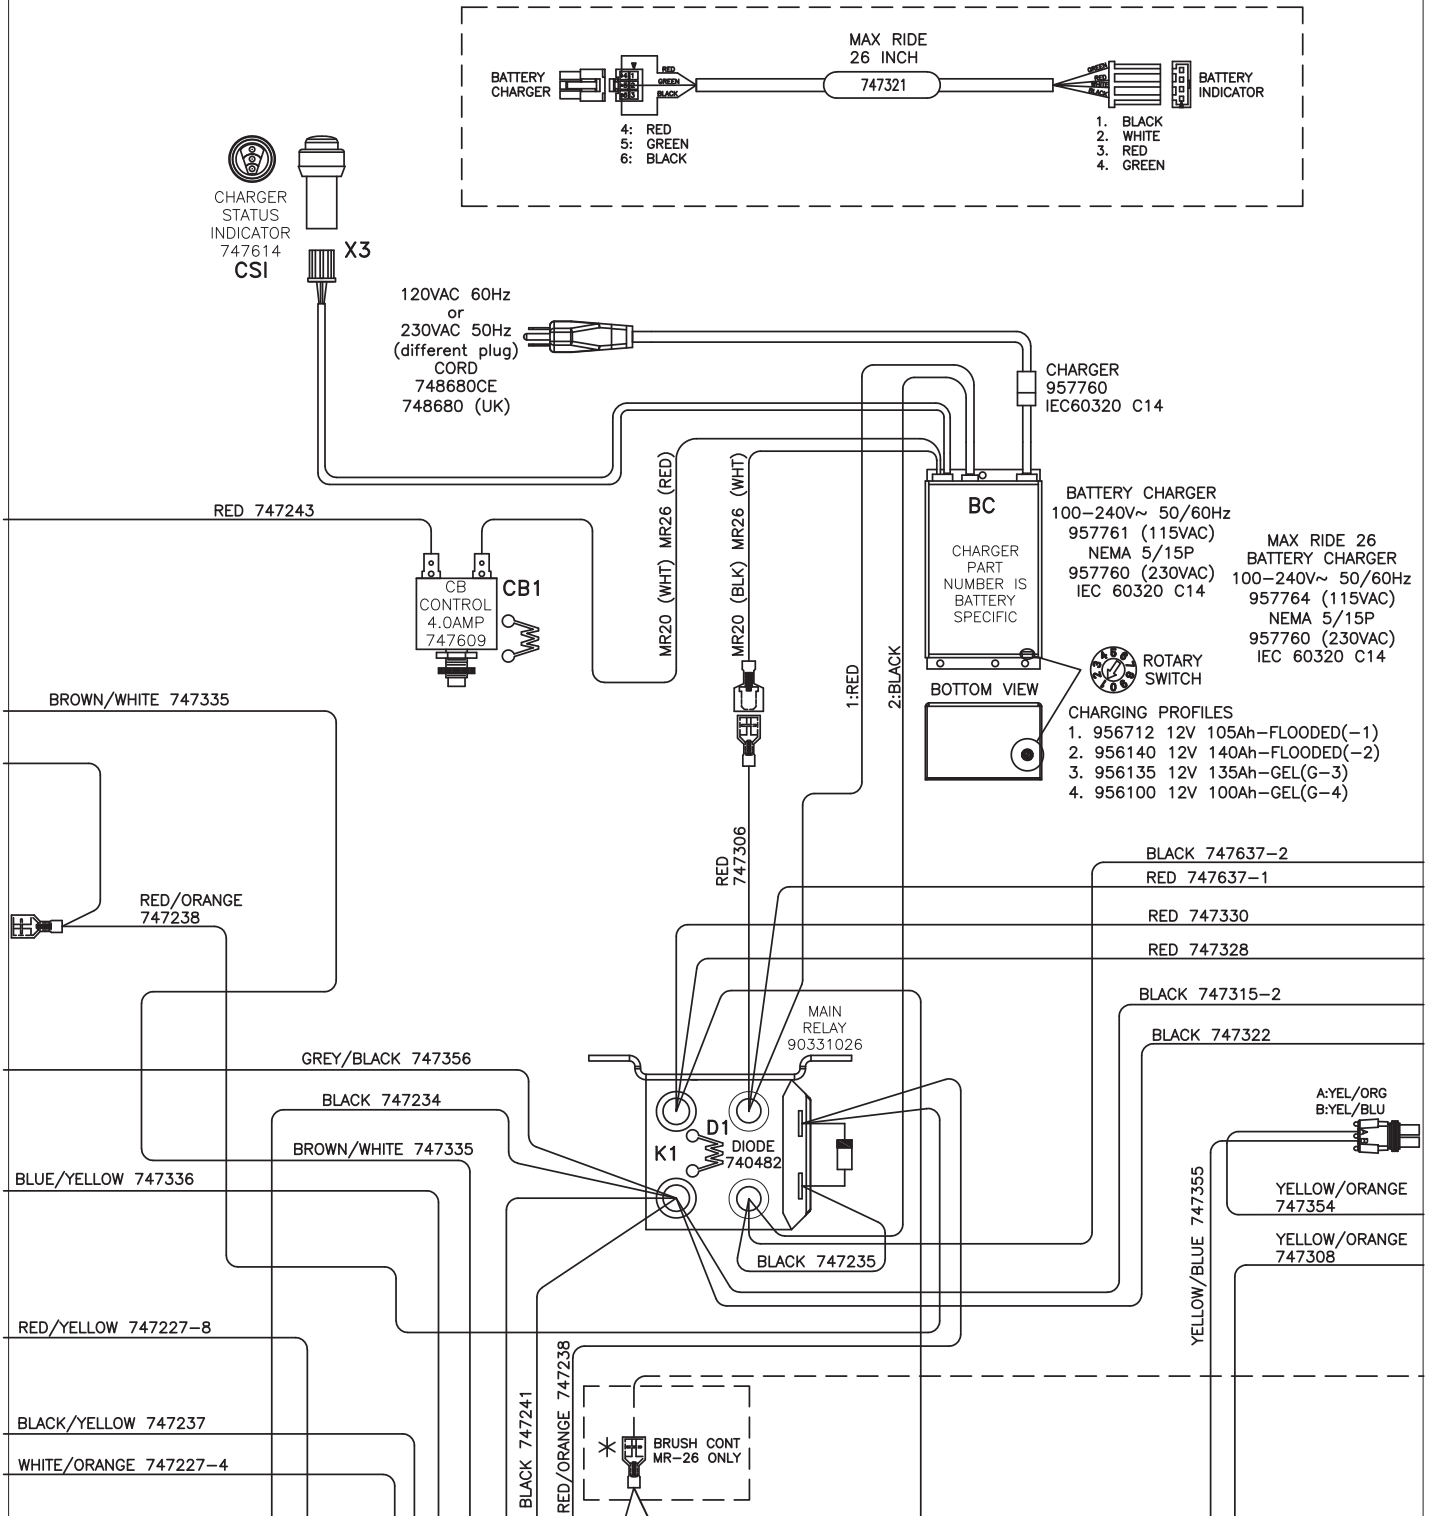 MAX RIDE
26 INCH
747321
BATTERY
CHARGER
RED
GREEN
BLACK
4: RED
5: GREEN
6: BLACK
GREEN
RED
WHITE
BLACK
BATTERY
INDICATOR
1. BLACK
2. WHITE
3. RED
4. GREEN
CHARGER
STATUS
INDICATOR
747614
CSI
X3
120VAC 60Hz
or
230VAC 50Hz
(different plug)
CORD
748680CE
748680 (UK)
CHARGER
957760
IEC60320 C14
RED 747243
CB
CONTROL
4.0AMP
747609
CB1
MR20 (WHT) MR26 (RED)
MR20 (BLK) MR26 (WHT)
BC
CHARGER
PART
NUMBER IS
BATTERY
SPECIFIC
BATTERY CHARGER
100-240V~ 50/60Hz
957761 (115VAC)
NEMA 5/15P
957760 (230VAC)
IEC 60320 C14
MAX RIDE 26
BATTERY CHARGER
100-240V~ 50/60Hz
957764 (115VAC)
NEMA 5/15P
957760 (230VAC)
IEC 60320 C14
ROTARY
SWITCH
BOTTOM VIEW
CHARGING PROFILES
1. 956712 12V 105Ah-FLOODED(-1)
2. 956140 12V 140Ah-FLOODED(-2)
3. 956135 12V 135Ah-GEL(G-3)
4. 956100 12V 100Ah-GEL(G-4)
1:RED
2:BLACK
BROWN/WHITE 747335
RED/ORANGE
747238
RED
747306
BLACK 747637-2
RED 747637-1
RED 747330
RED 747328
BLACK 747315-2
BLACK 747322
MAIN
RELAY
90331026
GREY/BLACK 747356
BLACK 747234
BROWN/WHITE 747335
BLUE/YELLOW 747336
K1
D1
DIODE
740482
BLACK 747235
A:YEL/ORG
B:YEL/BLU
A
B
YELLOW/BLUE 747355
YELLOW/ORANGE
747354
YELLOW/ORANGE
747308
RED/YELLOW 747227-8
BLACK/YELLOW 747237
WHITE/ORANGE 747227-4
BLACK 747241
RED/ORANGE 747238
* BRUSH CONT
MR-26 ONLY